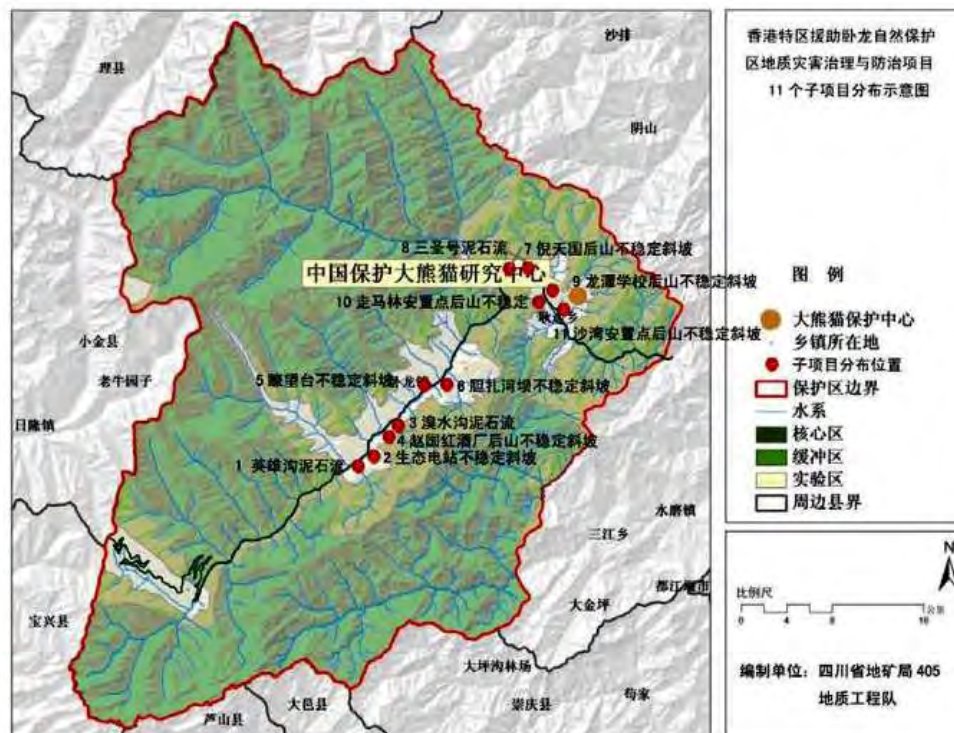 香港特区援助卧龙自然保护
区地质灾害治理与防治项目
11 个子项目分布示意图
沙排
理县
阴山
8 三圣号泥石流
7 倪天国后山不稳定斜坡
中国保护大熊猫研究中心
9 龙潭学校后山不稳定斜坡
10 走马林安置点后山不稳定
11 沙湾安置点后山不稳定斜坡
小金县
老牛园子
5 瞭望台不稳定斜坡
6 胆扎河坝不稳定斜坡
日隆镇
3 溴水沟泥石流
4 赵国红酒厂后山不稳定斜坡
2 生态电站不稳定斜坡
1 英雄沟泥石流
水磨镇
三江乡
都江堰市
大金坪
宝兴县
大坪沟林场
苟家
大邑县
崇庆县
芦山县
图 例
大熊猫保护中心
乡镇所在地
子项目分布位置
保护区边界
水系
核心区
缓冲区
实验区
周边县界
N
比例尺
公里
0 4 8 16
编制单位：四川省地矿局 405
地质工程队